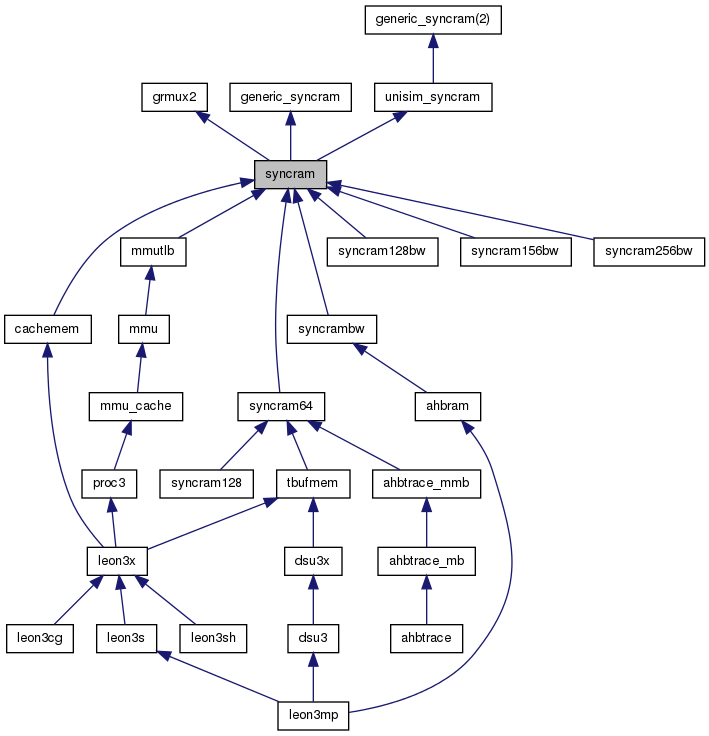 generic_syncram(2)
grmux2
generic_syncram
unisim_syncram
syncram
mmutlb
syncram128bw
syncram156bw
syncram256bw
cachemem
mmu
syncrambw
mmu_cache
syncram64
ahbram
proc3
syncram128
tbufmem
ahbtrace_mmb
leon3x
dsu3x
ahbtrace_mb
leon3cg
leon3s
leon3sh
dsu3
ahbtrace
leon3mp